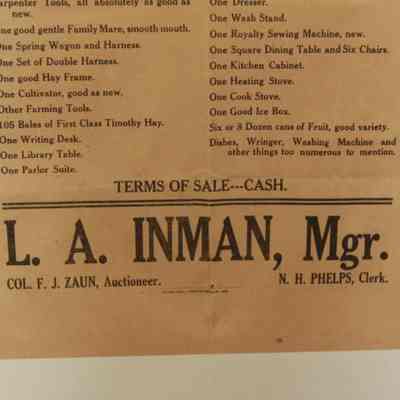 Carpenter Tools, all absolutely as good as
new.
One good gentle Family Mare, smooth mouth.
One Spring Wagon and Harness.
One Set of Double Harness.
One good Hay Frame.
One Cultivator, good as new.
Other Farming Tools.
105 Bales of First Class Timothy Hay.
One Writing Desk.
One Library Table.
One Parlor Suite.
One Dresser.
One Wash Stand.
One Royalty Sewing Machine, new.
One Square Dining Table and Six Chairs.
One Kitchen Cabinet.
One Heating Stove.
One Cook Stove.
One Good Ice Box.
Six or 8 Dozen cans of Fruit, good variety.
Dishes, Wringer, Washing Machine and
other things too numerous to mention.
TERMS OF SALE---CASH.
L. A. INMAN, Mgr.
COL. F. J. ZAUN, Auctioneer.
N. H. PHELPS, Clerk.